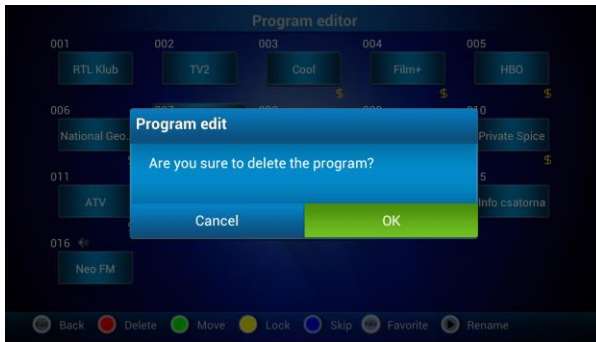 Program editor
001 002 003 004 005
RTL Klub TV2 Cool Film+ HBO
$ $ $
006 010
National Geo.. Private Spice
$
Program edit
Are you sure to delete the program?
011
ATV Info csatorna
Cancel OK
016
Neo FM
Back Delete Move Lock Skip Favorite Rename